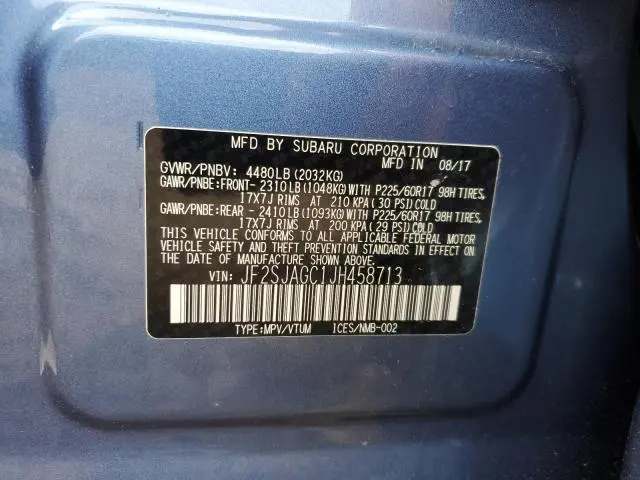 MFD BY SUBARU CORPORATION
MFD IN 08/17
GVWR/PNBV: 4480LB (2032KG)
GAWR/PNBE:FRONT- 2310LB (1048KG) WITH P225/60R17 98H TIRES,
17X7J RIMS AT 210 KPA (30 PSI) COLD
GAWR/PNBE:REAR - 2410LB (1093KG) WITH P225/60R17 98H TIRES,
17X7J RIMS AT 200 KPA (29 PSI) COLD
THIS VEHICLE CONFORMS TO ALL APPLICABLE FEDERAL MOTOR
VEHICLE SAFETY AND THEFT PREVENTION STANDARDS IN EFFECT ON
THE DATE OF MANUFACTURE SHOWN ABOVE.
VIN: JF2SJAGC1JH458713
TYPE:MPV/VTUM ICES/NMB-002